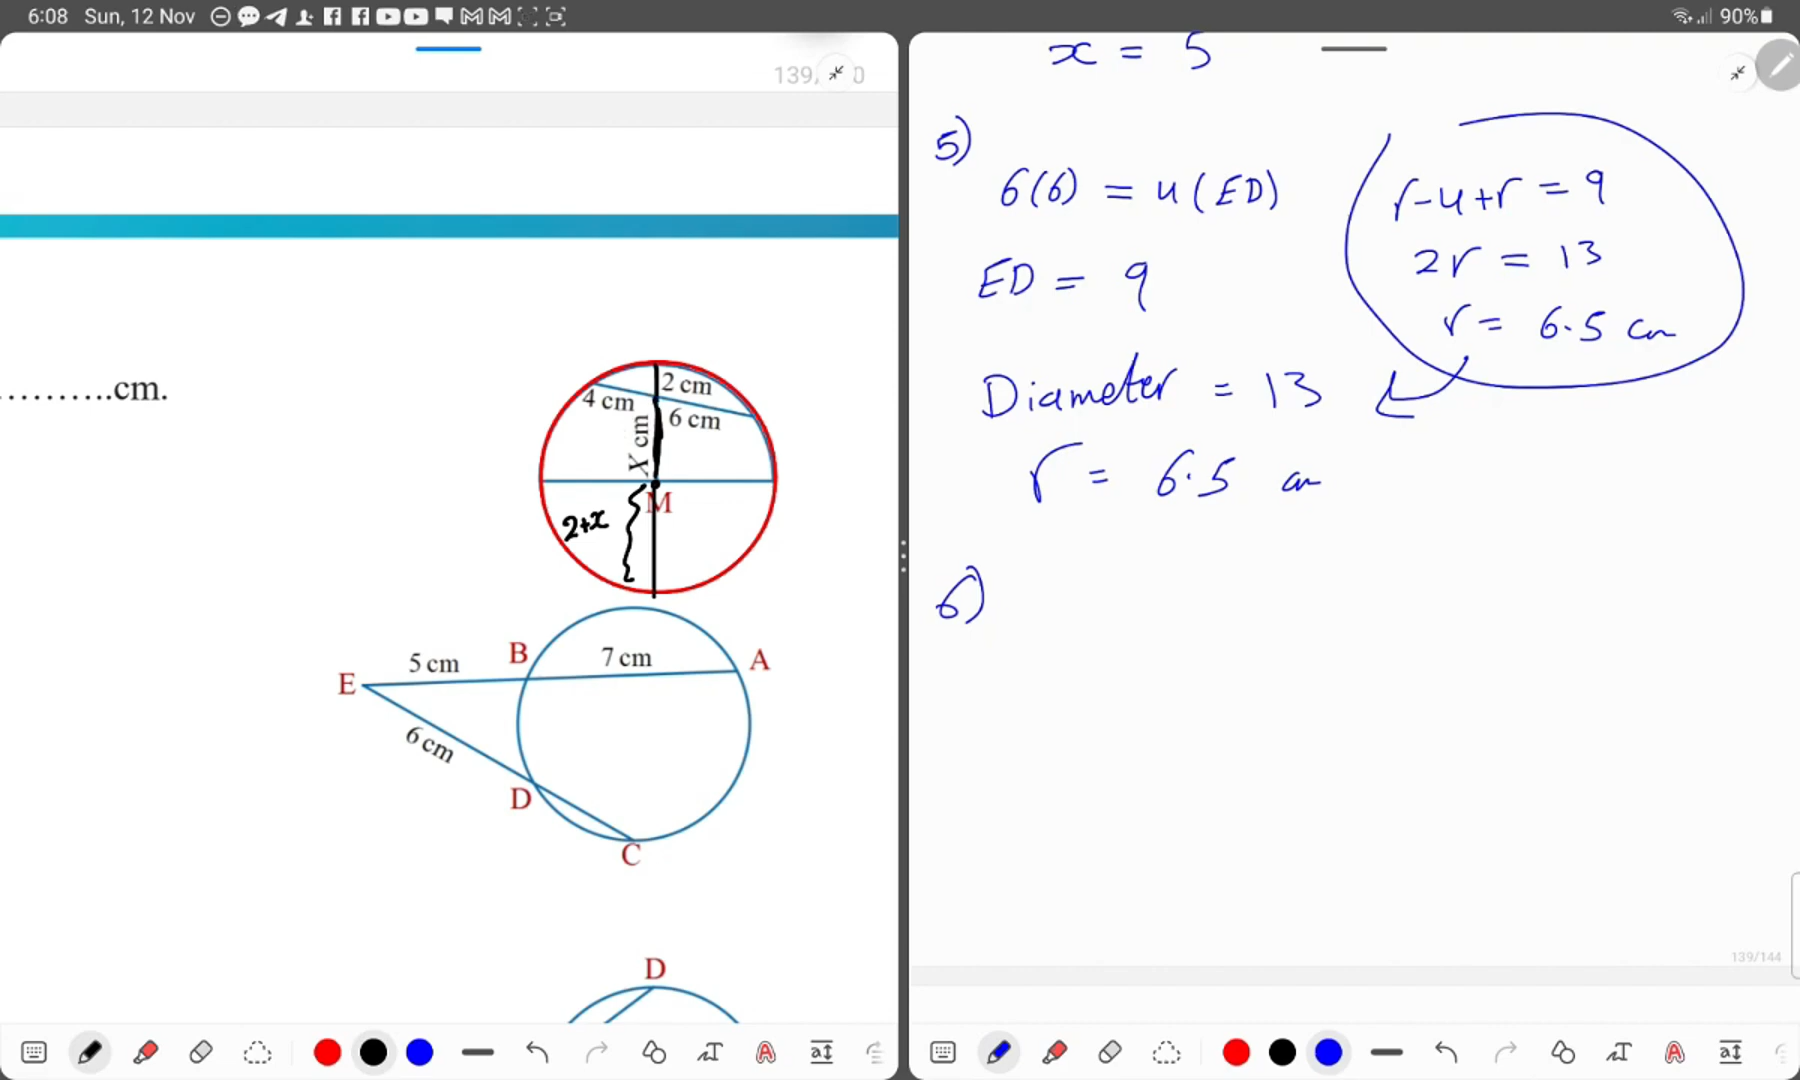 6:08 Sun, 12 Nov
90%
139
0
...........cm.
2 cm
4 cm
6 cm
X cm
M
2+x
5 cm
B
7 cm
A
E
6 cm
D
C
D
x = 5
5)
6(6) = 4(ED)
ED = 9
Diameter = 13
r = 6.5 cm
r-4+r = 9
2r = 13
r = 6.5 cm
6)
139/144